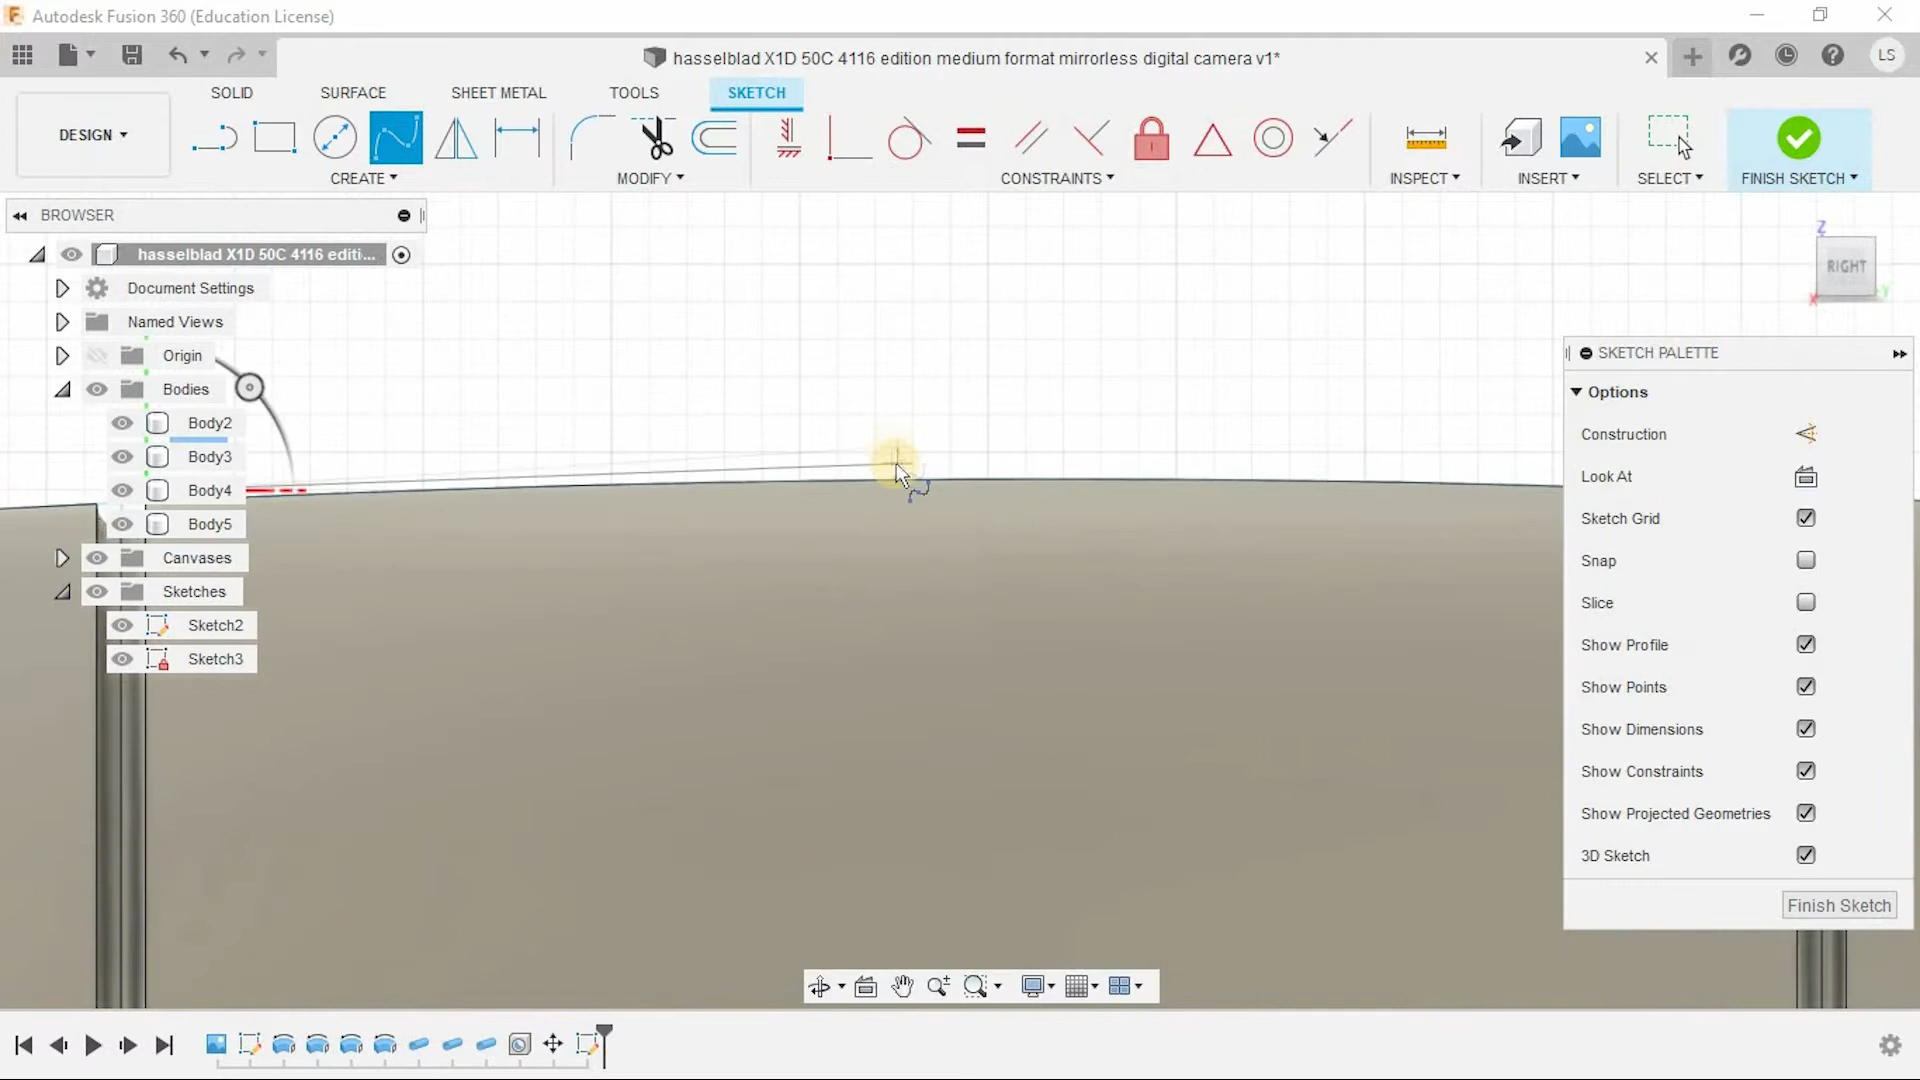 Autodesk Fusion 360 (Education License)
hasselblad X1D 50C 4116 edition medium format mirrorless digital camera v1*
LS
SOLID
SURFACE
SHEET METAL
TOOLS
SKETCH
DESIGN
CREATE
MODIFY
CONSTRAINTS
INSPECT
INSERT
SELECT
FINISH SKETCH
BROWSER
hasselblad X1D 50C 4116 editi...
Document Settings
Named Views
Origin
Bodies
Body2
Body3
Body4
Body5
Canvases
Sketches
Sketch2
Sketch3
Z
RIGHT
X
Y
SKETCH PALETTE
Options
Construction
Look At
Sketch Grid
Snap
Slice
Show Profile
Show Points
Show Dimensions
Show Constraints
Show Projected Geometries
3D Sketch
Finish Sketch